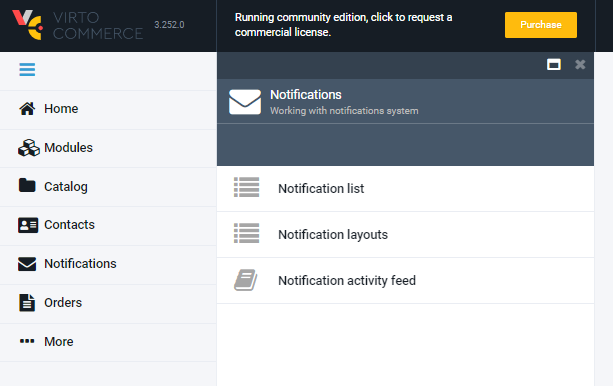 VIRTO
COMMERCE
3.252.0
Running community edition, click to request a
commercial license.
Purchase
Home
Modules
Catalog
Contacts
Notifications
Orders
More
Notifications
Working with notifications system
Notification list
Notification layouts
Notification activity feed